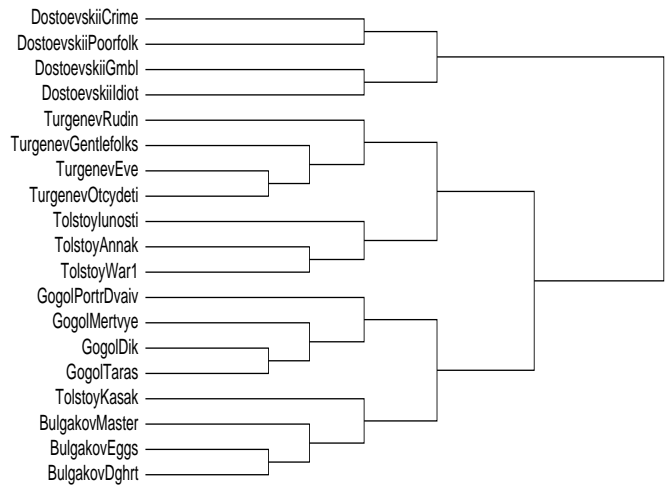 DostoevskiiCrime
DostoevskiiPoorfolk
DostoevskiiGmbl
DostoevskiiIdiot
TurgenevRudin
TurgenevGentlefolks
TurgenevEve
TurgenevOtcydeti
TolstoyIunosti
TolstoyAnnak
TolstoyWar1
GogolPortrDvaiv
GogolMertvye
GogolDik
GogolTaras
TolstoyKasak
BulgakovMaster
BulgakovEggs
BulgakovDghrt